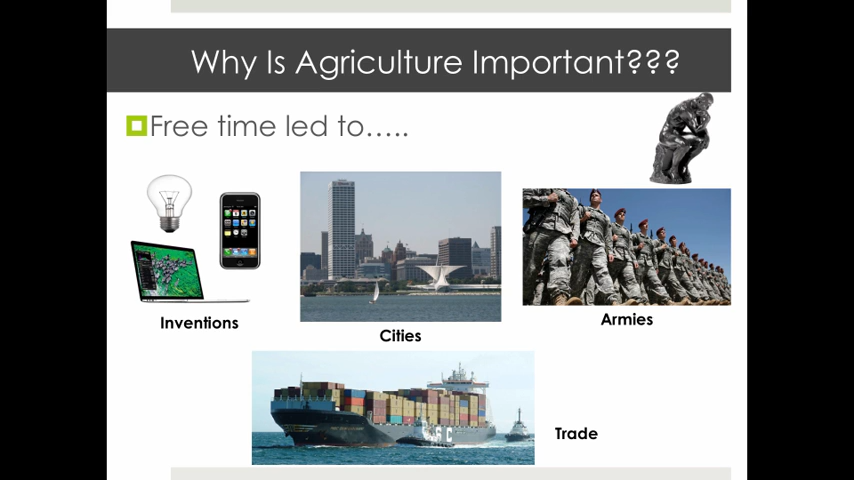 Why Is Agriculture Important???
Free time led to.....
Inventions
Cities
Armies
Trade